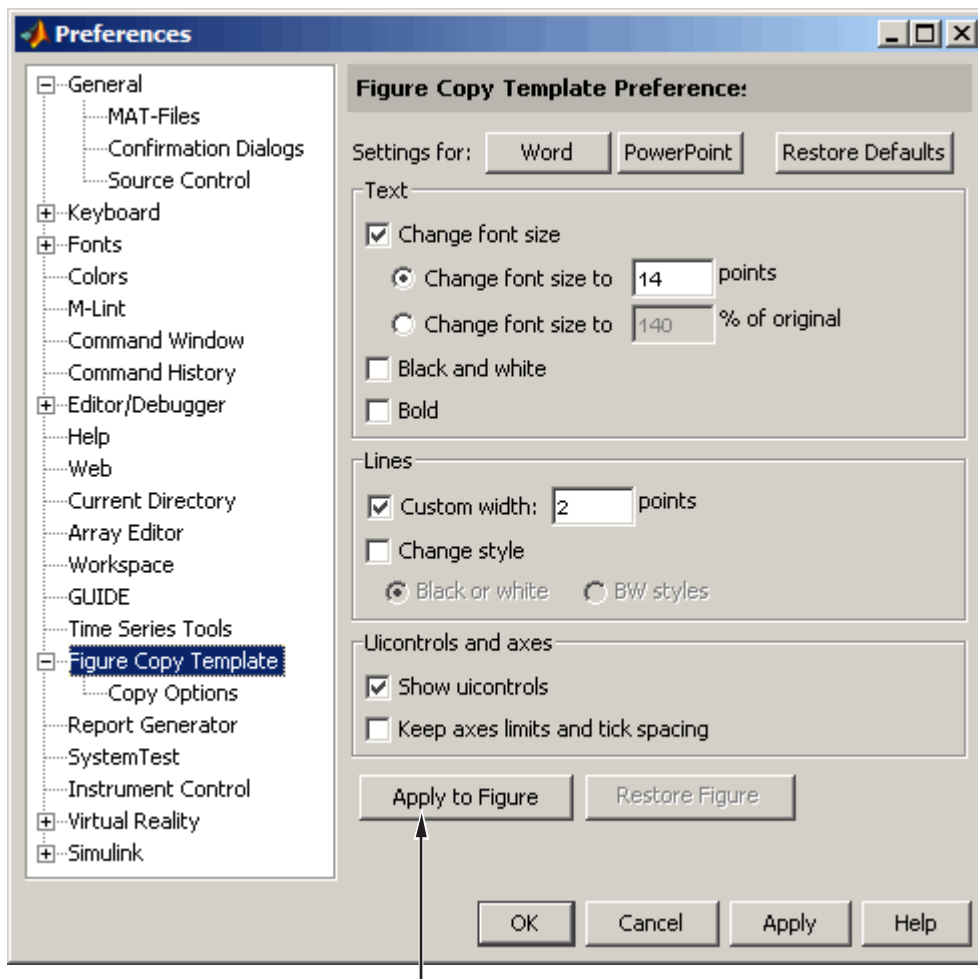 Preferences
General
MAT-Files
Confirmation Dialogs
Source Control
Keyboard
Fonts
Colors
M-Lint
Command Window
Command History
Editor/Debugger
Help
Web
Current Directory
Array Editor
Workspace
GUIDE
Time Series Tools
Figure Copy Template
Copy Options
Report Generator
SystemTest
Instrument Control
Virtual Reality
Simulink
Figure Copy Template Preference:
Settings for: Word PowerPoint Restore Defaults
Text
Change font size
Change font size to 14 points
Change font size to 140 % of original
Black and white
Bold
Lines
Custom width: 2 points
Change style
Black or white BW styles
Uicontrols and axes
Show uicontrols
Keep axes limits and tick spacing
Apply to Figure Restore Figure
OK Cancel Apply Help